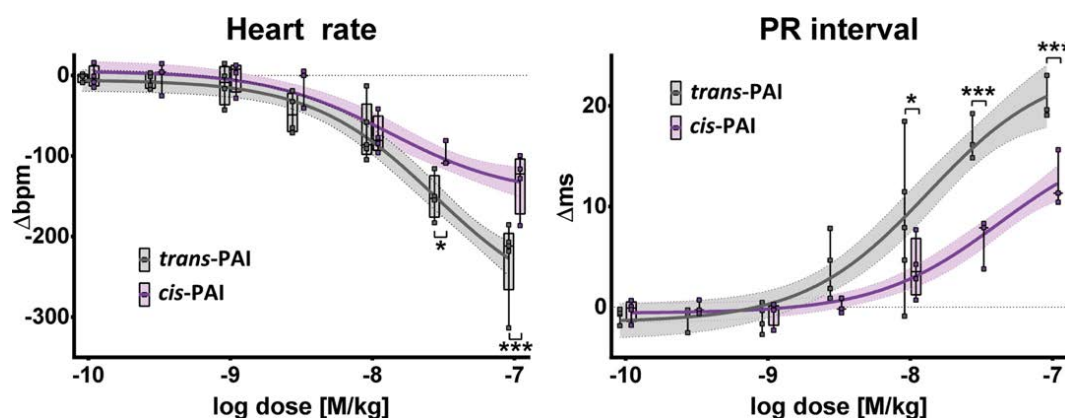 Heart rate
0
-100
-200
-300
Δbpm
trans-PAI
cis-PAI
*
***
-10
-9
-8
-7
log dose [M/kg]
PR interval
20
10
0
Δms
trans-PAI
cis-PAI
*
***
***
-10
-9
-8
-7
log dose [M/kg]